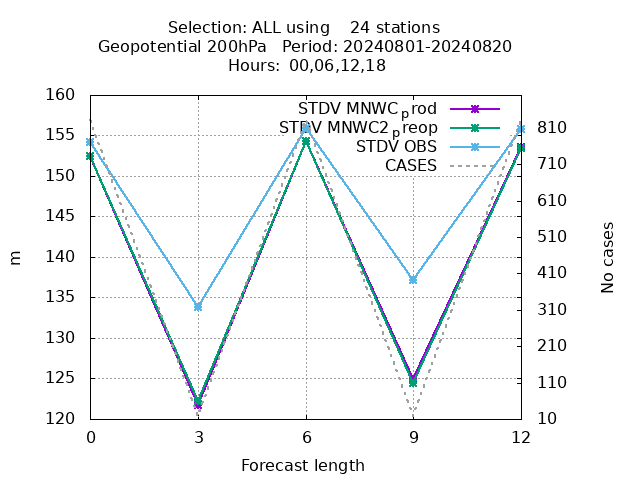 Selection: ALL using    24 stations
Geopotential 200hPa   Period: 20240801-20240820
Hours: 00,06,12,18
STDV MNWC_prod
STDV MNWC2_preop
STDV OBS
CASES
160
155
150
145
140
135
130
125
120
m
810
710
610
510
410
310
210
110
10
No cases
0
3
6
9
12
Forecast length